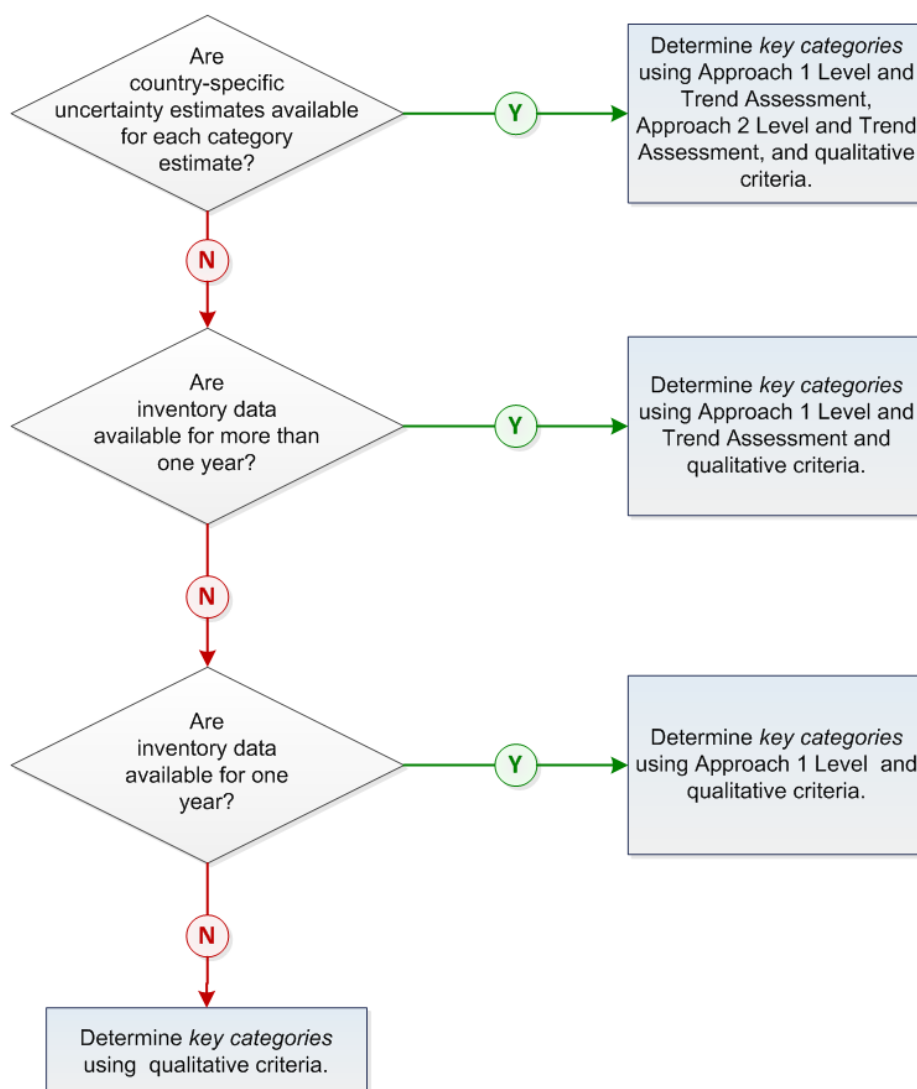 Are
country-specific
uncertainty estimates available
for each category
estimate?
Y
Determine key categories
using Approach 1 Level and
Trend Assessment,
Approach 2 Level and Trend
Assessment, and qualitative
criteria.
N
Are
inventory data
available for more than
one year?
Y
Determine key categories
using Approach 1 Level and
Trend Assessment and
qualitative criteria.
N
Are
inventory data
available for one
year?
Y
Determine key categories
using Approach 1 Level  and
qualitative criteria.
N
Determine key categories
using  qualitative criteria.